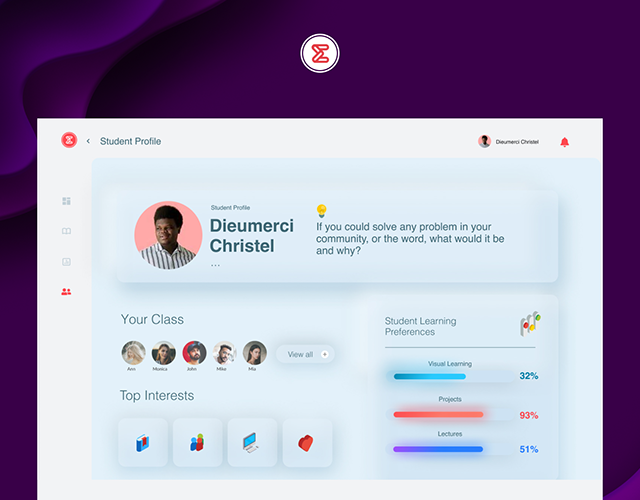 Student Profile
Dieumerci Christel
Student Profile
Dieumerci
Christel
...
If you could solve any problem in your
community, or the word, what would it be
and why?
Your Class
Ann
Monica
John
Mike
Mia
View all
Top Interests
Student Learning
Preferences
Visual Learning
32%
Projects
93%
Lectures
51%